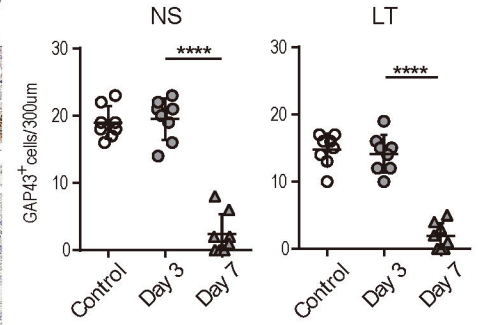 NS
LT
GAP43+cells/300um
30
20
10
0
****
Control
Day 3
Day 7
30
20
10
0
****
Control
Day 3
Day 7